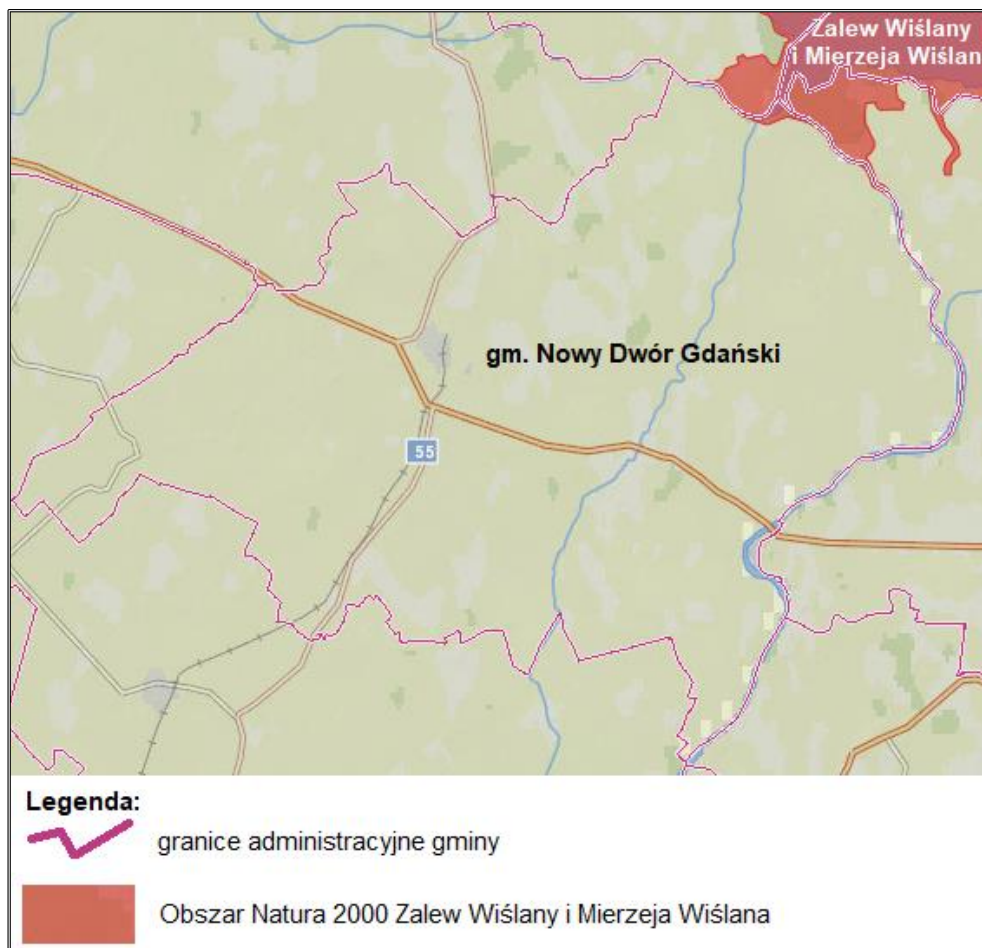 Zalew Wiślany
i Mierzeja Wiślan
gm. Nowy Dwór Gdański
55
Legenda:
granice administracyjne gminy
Obszar Natura 2000 Zalew Wiślany i Mierzeja Wiślana